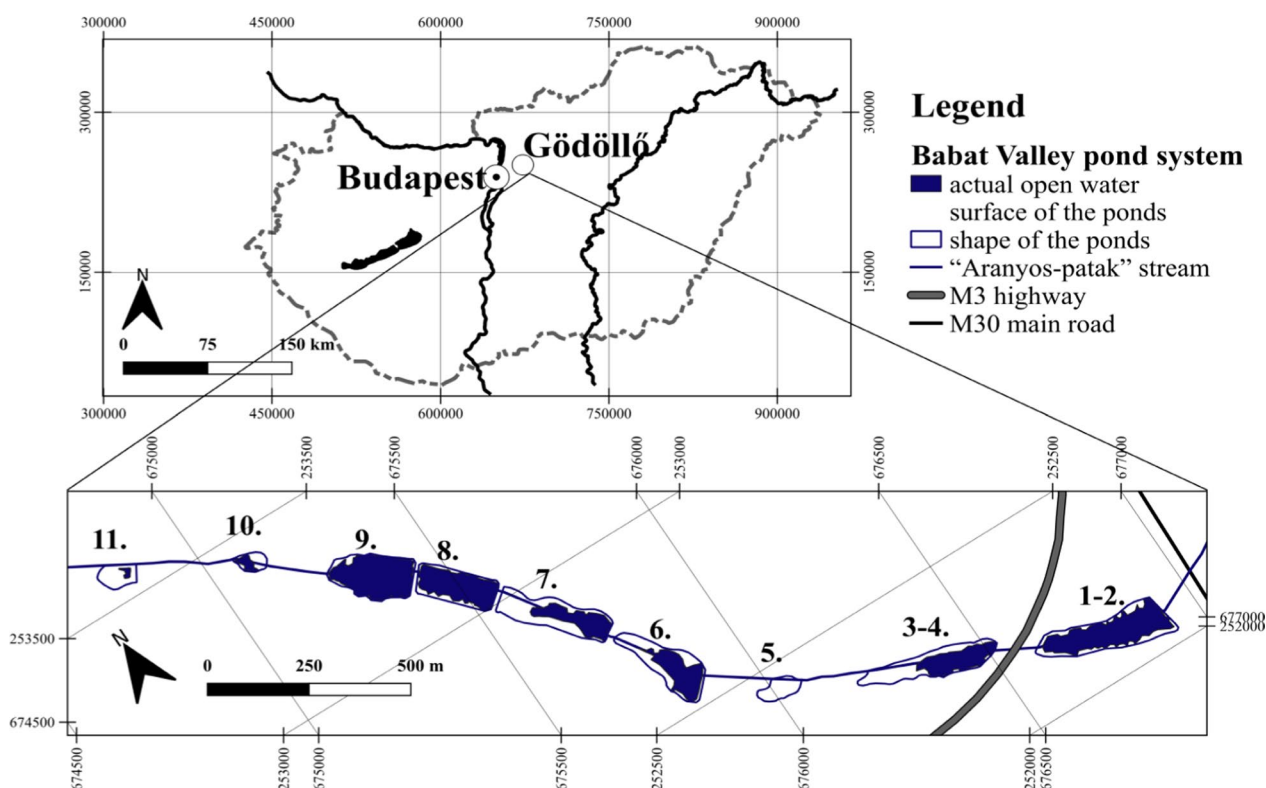 300000 450000 600000 750000 900000
300000 300000
Gödöllő
Budapest
150000 150000
N
0 75 150 km
300000 450000 600000 750000 900000
Legend
Babat Valley pond system
actual open water
surface of the ponds
shape of the ponds
“Aranyos-patak” stream
M3 highway
M30 main road
675000 253500 675500 676000 253000 676500 252500 677000
11. 10. 9. 8. 7. 6. 5. 3-4. 1-2.
677000
252000
253500
N
0 250 500 m
674500
674500 253000 675000 675500 252500 676000 252000 676500